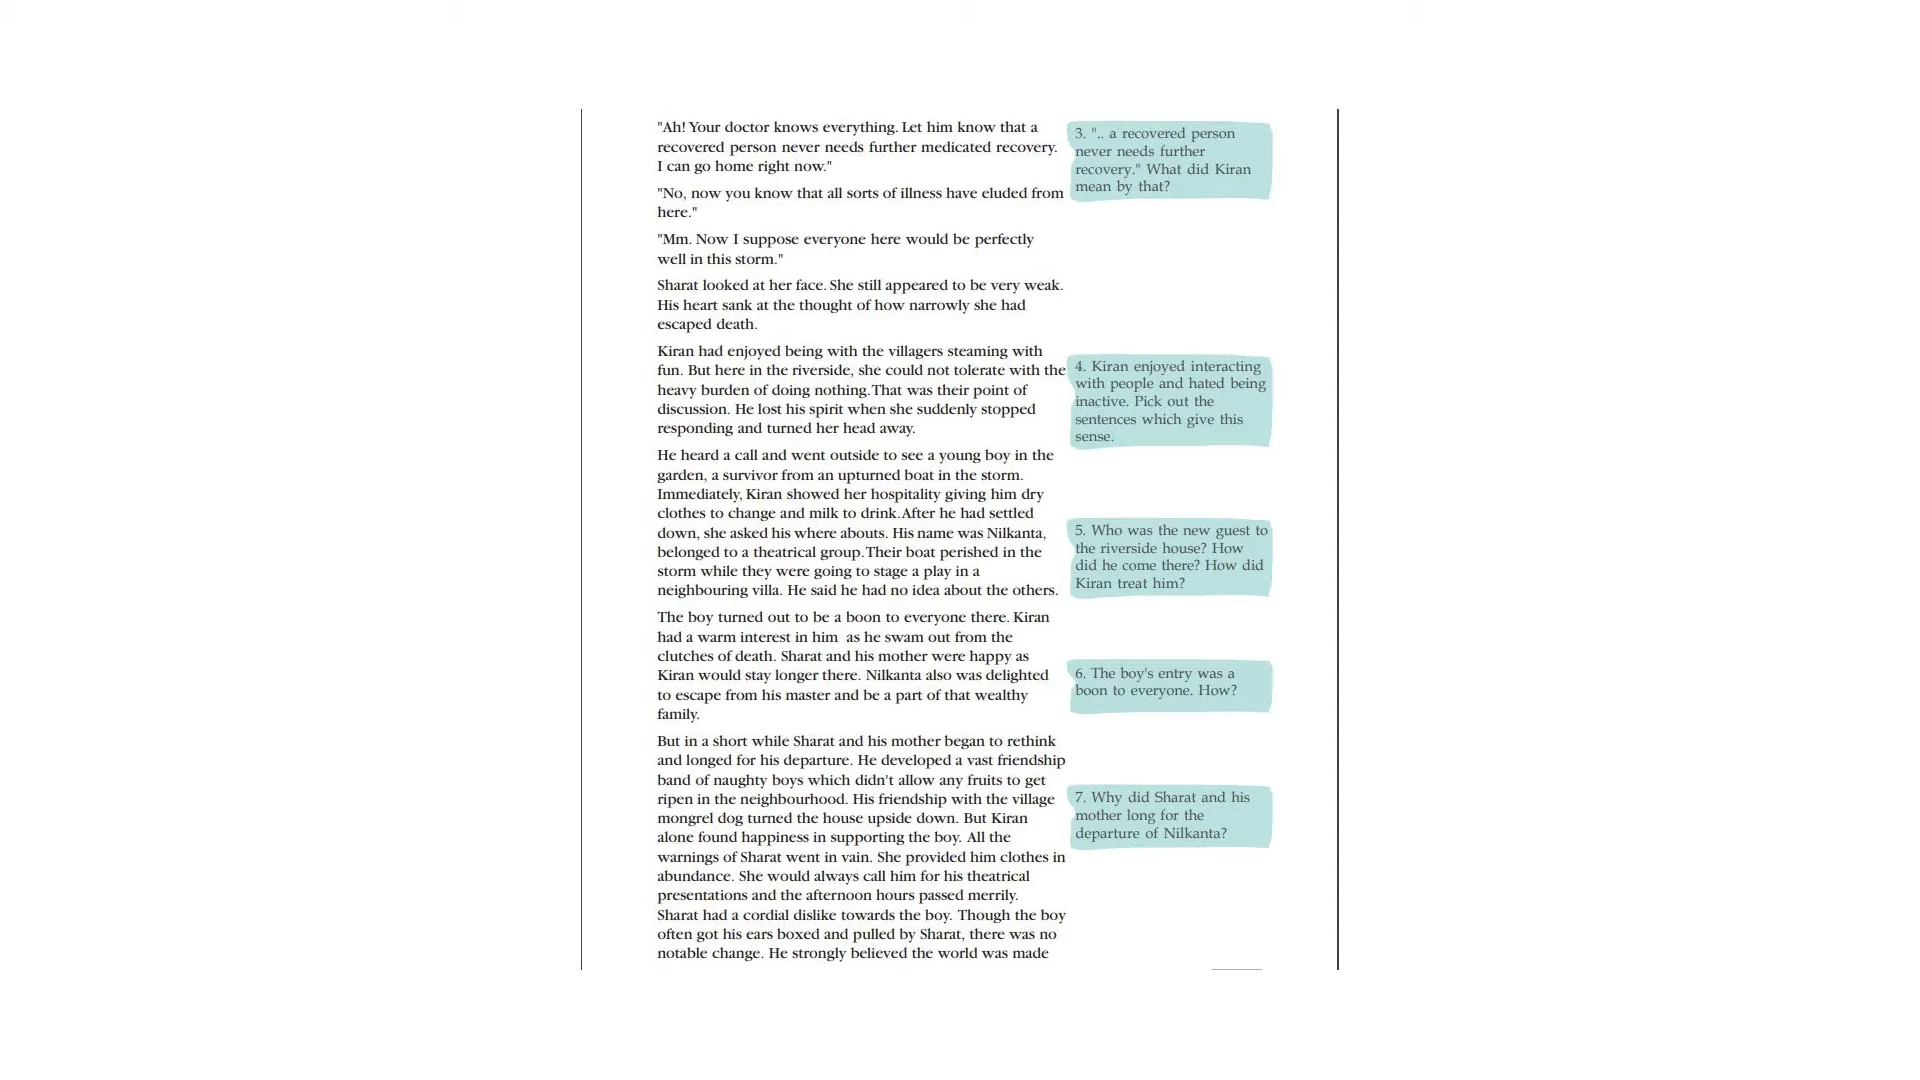 "Ah! Your doctor knows everything. Let him know that a
recovered person never needs further medicated recovery.
I can go home right now."
"No, now you know that all sorts of illness have eluded from
here."
"Mm. Now I suppose everyone here would be perfectly
well in this storm."
Sharat looked at her face. She still appeared to be very weak.
His heart sank at the thought of how narrowly she had
escaped death.
Kiran had enjoyed being with the villagers steaming with
fun. But here in the riverside, she could not tolerate with the
heavy burden of doing nothing. That was their point of
discussion. He lost his spirit when she suddenly stopped
responding and turned her head away.
He heard a call and went outside to see a young boy in the
garden, a survivor from an upturned boat in the storm.
Immediately, Kiran showed her hospitality giving him dry
clothes to change and milk to drink. After he had settled
down, she asked his where abouts. His name was Nilkanta,
belonged to a theatrical group. Their boat perished in the
storm while they were going to stage a play in a
neighbouring villa. He said he had no idea about the others.
The boy turned out to be a boon to everyone there. Kiran
had a warm interest in him as he swam out from the
clutches of death. Sharat and his mother were happy as
Kiran would stay longer there. Nilkanta also was delighted
to escape from his master and be a part of that wealthy
family.
But in a short while Sharat and his mother began to rethink
and longed for his departure. He developed a vast friendship
band of naughty boys which didn't allow any fruits to get
ripen in the neighbourhood. His friendship with the village
mongrel dog turned the house upside down. But Kiran
alone found happiness in supporting the boy. All the
warnings of Sharat went in vain. She provided him clothes in
abundance. She would always call him for his theatrical
presentations and the afternoon hours passed merrily.
Sharat had a cordial dislike towards the boy. Though the boy
often got his ears boxed and pulled by Sharat, there was no
notable change. He strongly believed the world was made
3. ".. a recovered person
never needs further
recovery." What did Kiran
mean by that?
4. Kiran enjoyed interacting
with people and hated being
inactive. Pick out the
sentences which give this
sense.
5. Who was the new guest to
the riverside house? How
did he come there? How did
Kiran treat him?
6. The boy's entry was a
boon to everyone. How?
7. Why did Sharat and his
mother long for the
departure of Nilkanta?